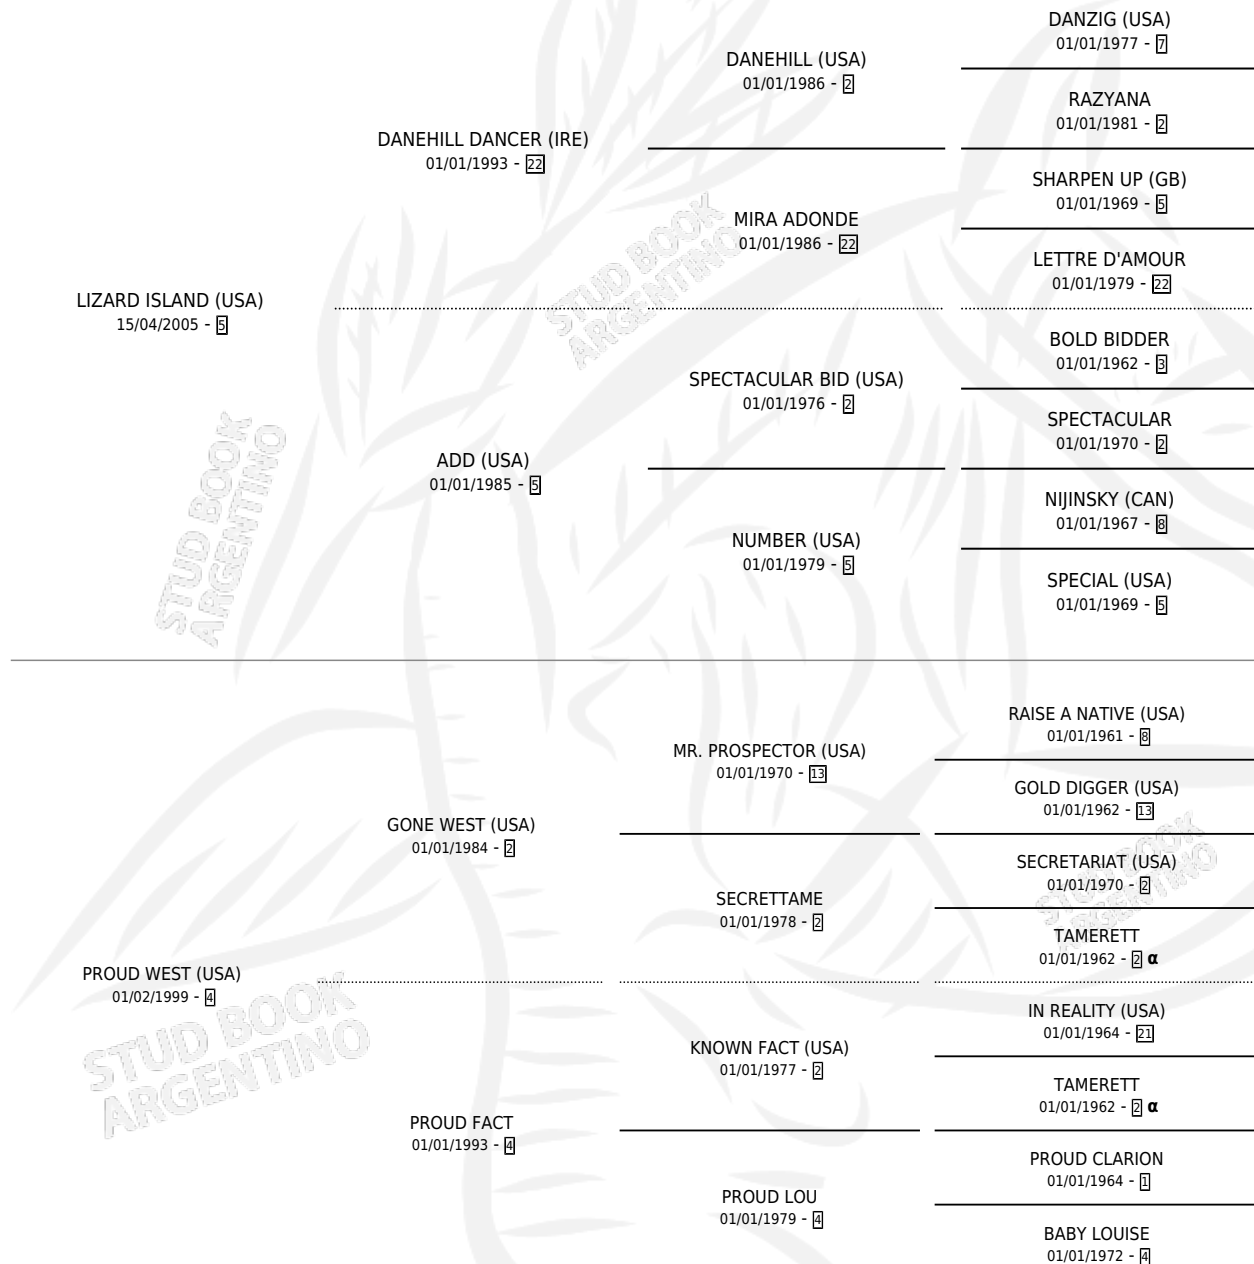 DANZIG (USA)
01/01/1977 - 7
DANEHILL (USA)
01/01/1986 - 2
RAZYANA
01/01/1981 - 2
DANEHILL DANCER (IRE)
01/01/1993 - 22
SHARPEN UP (GB)
01/01/1969 - 5
MIRA ADONDE
01/01/1986 - 22
LETTRE D'AMOUR
01/01/1979 - 22
LIZARD ISLAND (USA)
15/04/2005 - 5
BOLD BIDDER
01/01/1962 - 3
SPECTACULAR BID (USA)
01/01/1976 - 2
SPECTACULAR
01/01/1970 - 2
ADD (USA)
01/01/1985 - 5
NIJINSKY (CAN)
01/01/1967 - 8
NUMBER (USA)
01/01/1979 - 5
SPECIAL (USA)
01/01/1969 - 5
RAISE A NATIVE (USA)
01/01/1961 - 8
MR. PROSPECTOR (USA)
01/01/1970 - 13
GOLD DIGGER (USA)
01/01/1962 - 13
GONE WEST (USA)
01/01/1984 - 2
SECRETARIAT (USA)
01/01/1970 - 2
SECRETTAME
01/01/1978 - 2
TAMERETT
01/01/1962 - 2 α
PROUD WEST (USA)
01/02/1999 - 4
IN REALITY (USA)
01/01/1964 - 21
KNOWN FACT (USA)
01/01/1977 - 2
TAMERETT
01/01/1962 - 2 α
PROUD FACT
01/01/1993 - 4
PROUD CLARION
01/01/1964 - 1
PROUD LOU
01/01/1979 - 4
BABY LOUISE
01/01/1972 - 4
STUD BOOK
ARGENTINO
STUD BOOK
ARGENTINO
STUD BOOK
ARGENTINO
STUD BOOK
ARGENTINO